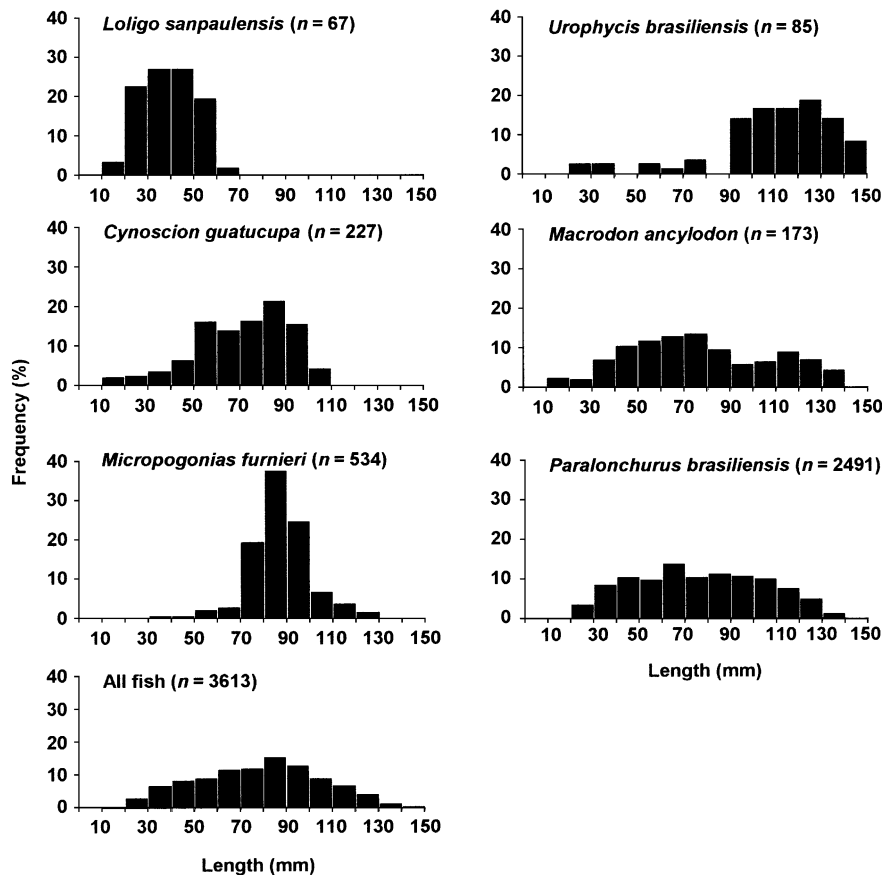 Loligo sanpaulensis (n = 67)
40
30
20
10
0
10 30 50 70 90 110 130 150
Urophycis brasiliensis (n = 85)
40
30
20
10
0
10 30 50 70 90 110 130 150
Cynoscion guatucupa (n = 227)
40
30
20
10
0
10 30 50 70 90 110 130 150
Macrodon ancylodon (n = 173)
40
30
20
10
0
10 30 50 70 90 110 130 150
Frequency (%)
Micropogonias furnieri (n = 534)
40
30
20
10
0
10 30 50 70 90 110 130 150
Paralonchurus brasiliensis (n = 2491)
40
30
20
10
0
10 30 50 70 90 110 130 150
Length (mm)
All fish (n = 3613)
40
30
20
10
0
10 30 50 70 90 110 130 150
Length (mm)